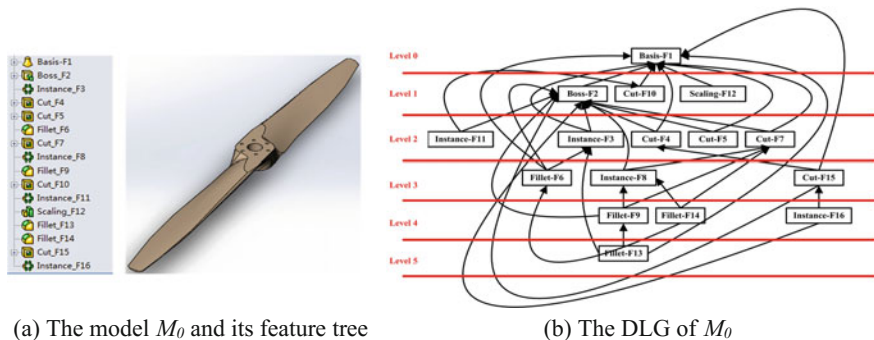 Basis-F1
Boss_F2
Instance_F3
Cut_F4
Cut_F5
Fillet_F6
Cut_F7
Instance_F8
Fillet_F9
Cut_F10
Instance_F11
Scaling_F12
Fillet_F13
Fillet_F14
Cut_F15
Instance_F16
Level 0
Basis-F1
Level 1
Boss-F2 Cut-F10 Scaling-F12
Level 2
Instance-F11 Instance-F3 Cut-F4 Cut-F5 Cut-F7
Level 3
Fillet-F6 Instance-F8 Cut-F15
Level 4
Fillet-F9 Fillet-F14 Instance-F16
Level 5
Fillet-F13
(a) The model M₀ and its feature tree
(b) The DLG of M₀